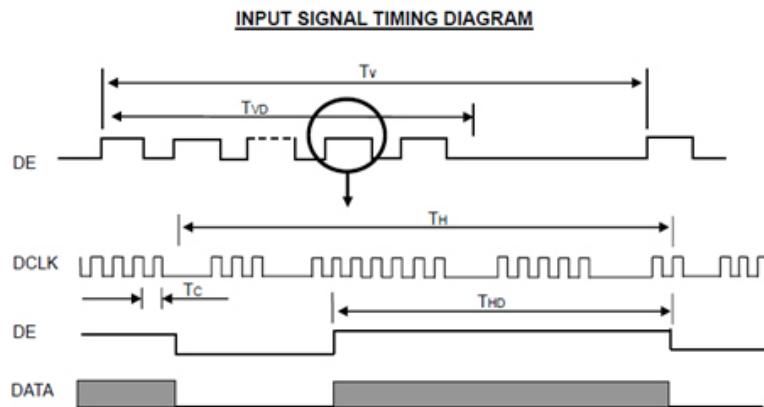 INPUT SIGNAL TIMING DIAGRAM
TV
TVD
DE
TH
DCLK
TC
THD
DE
DATA